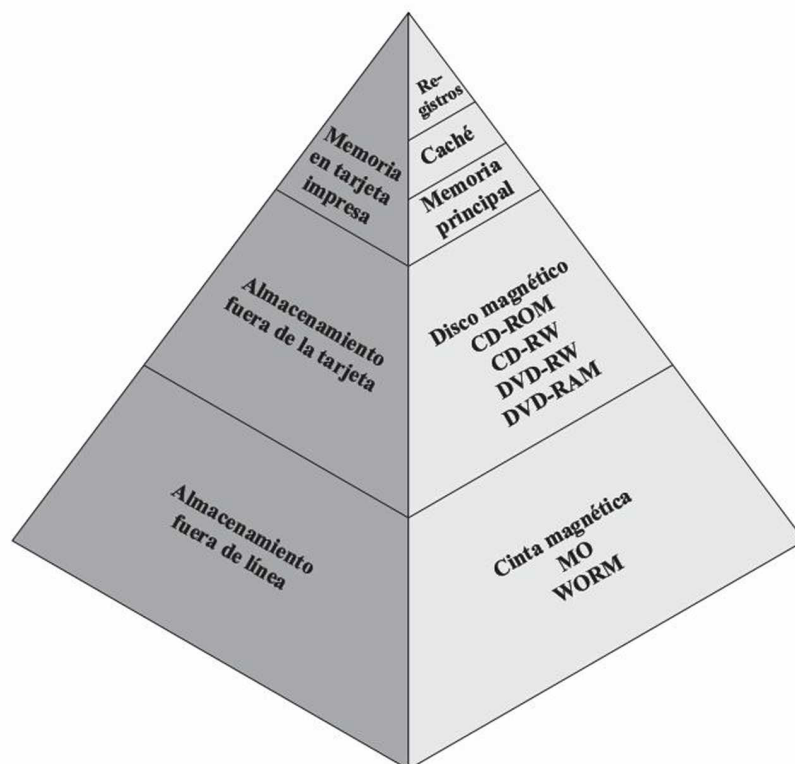 Re-
gistros
Caché
Memoria
principal
Memoria
en tarjeta
impresa
Disco magnético
CD-ROM
CD-RW
DVD-RW
DVD-RAM
Almacenamiento
fuera de la tarjeta
Cinta magnética
MO
WORM
Almacenamiento
fuera de línea